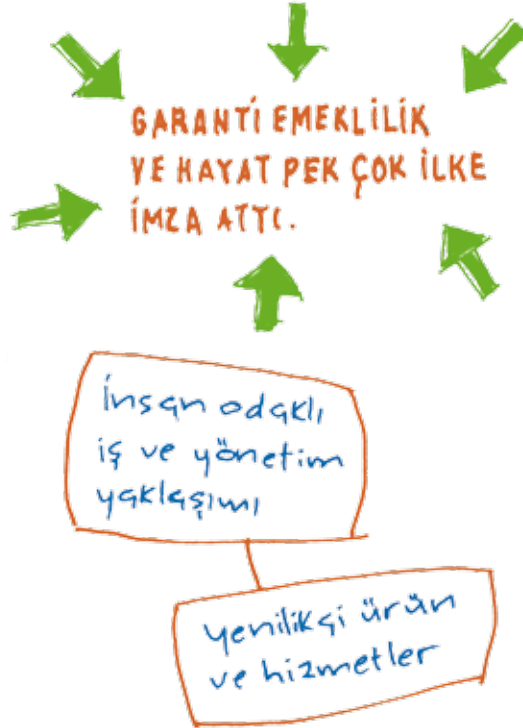 GARANTİ EMEKLİLİK
VE HAYAT PEK ÇOK İLKE
İMZA ATTI.
İnsan odaklı
iş ve yönetim
yaklaşımı
yenilikçi ürün
ve hizmetler